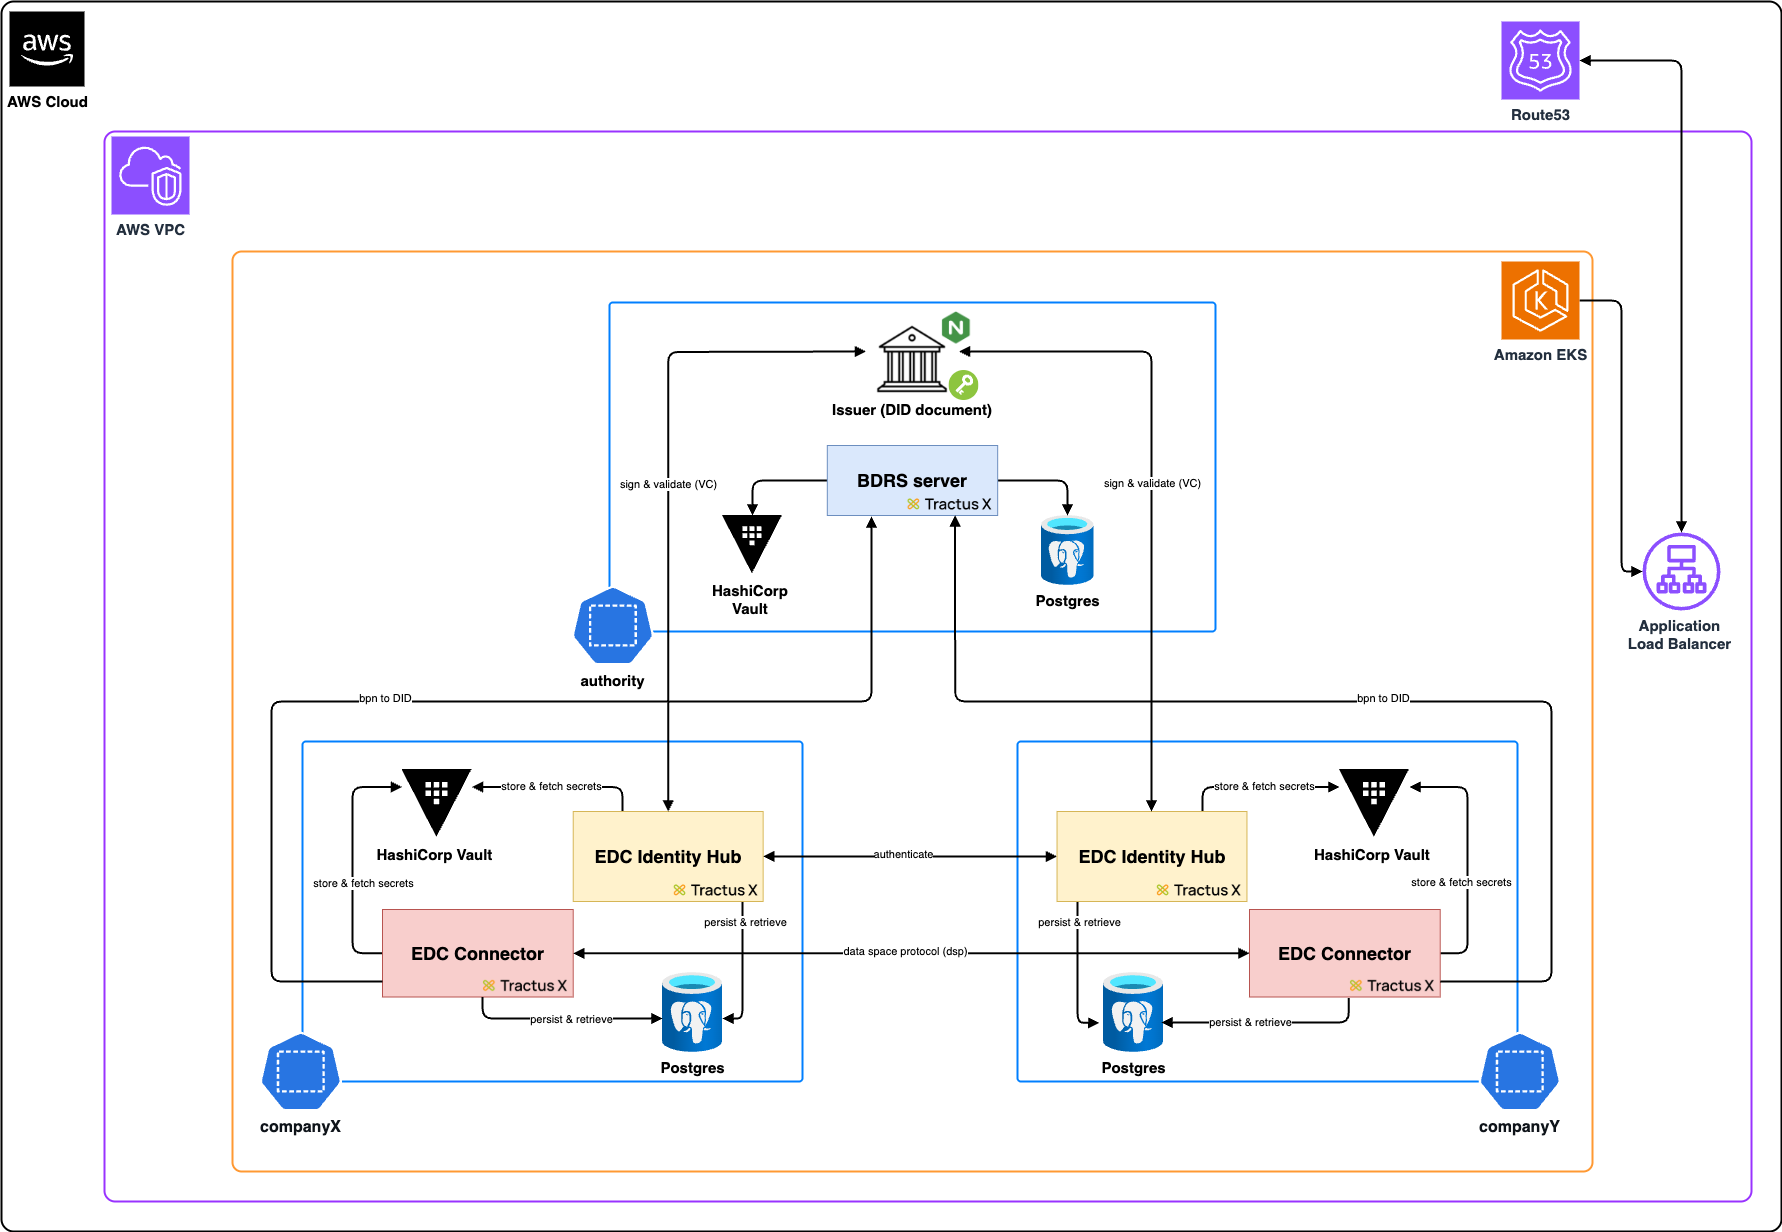 aws
AWS Cloud
53
Route53
AWS VPC
K
Amazon EKS
N
Issuer (DID document)
sign & validate (VC)
BDRS server
Tractus X
sign & validate (VC)
HashiCorp
Vault
Postgres
authority
Application
Load Balancer
bpn to DID
bpn to DID
store & fetch secrets
HashiCorp Vault
store & fetch secrets
EDC Identity Hub
Tractus X
authenticate
store & fetch secrets
EDC Identity Hub
Tractus X
HashiCorp Vault
store & fetch secrets
persist & retrieve
persist & retrieve
EDC Connector
Tractus X
data space protocol (dsp)
EDC Connector
Tractus X
persist & retrieve
Postgres
persist & retrieve
Postgres
companyX
companyY